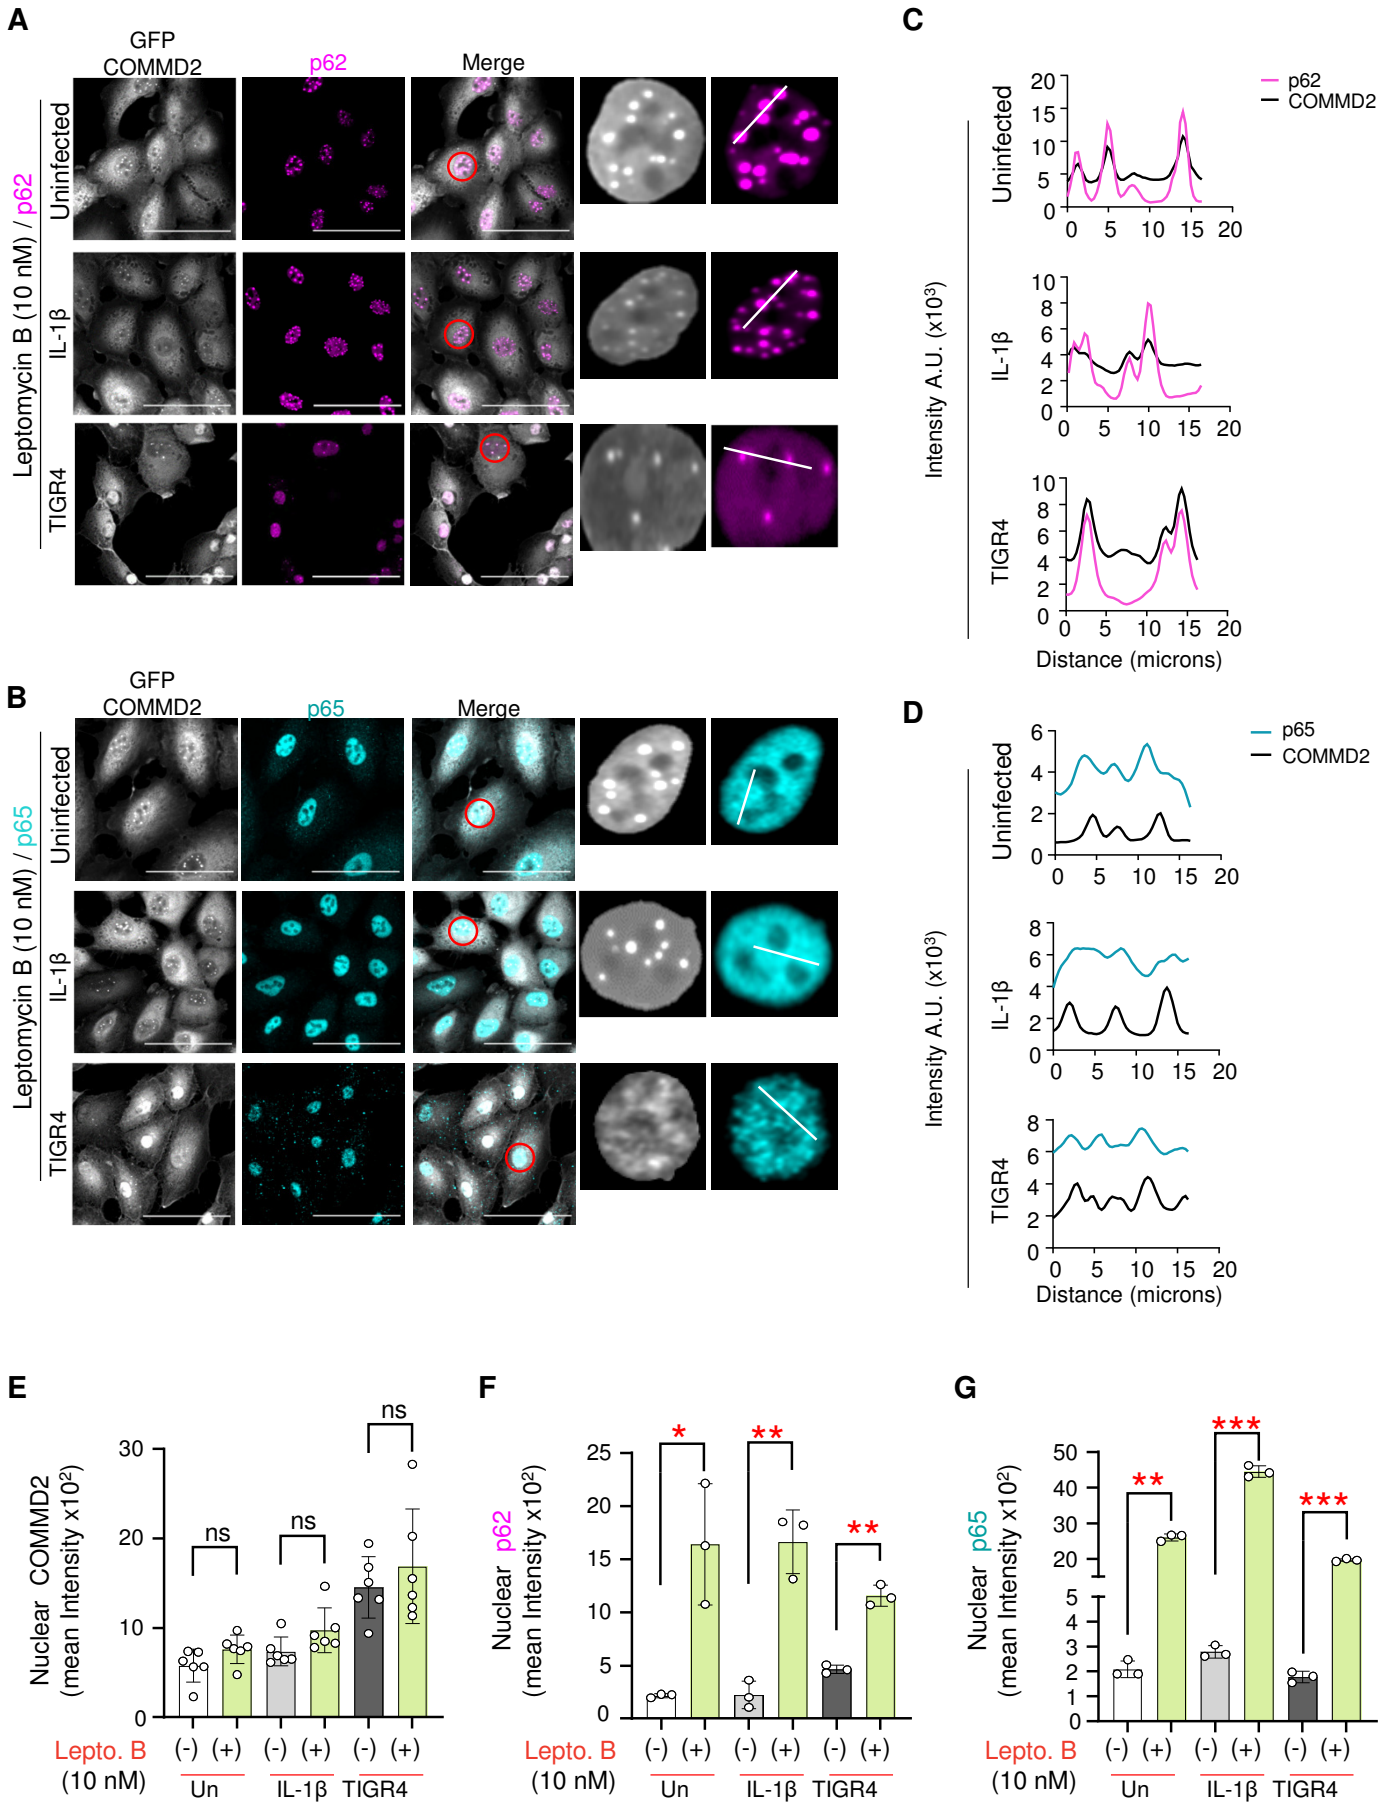 A
GFP
COMMD2
p62
Merge
Leptomycin B (10 nM) / p62
Uninfected
IL-1β
TIGR4
C
p62
COMMD2
Intensity A.U. (x10³)
Uninfected
20
15
10
5
0
0 5 10 15 20
IL-1β
10
8
6
4
2
0
0 5 10 15 20
TIGR4
10
8
6
4
2
0
0 5 10 15 20
Distance (microns)
B
GFP
COMMD2
p65
Merge
Leptomycin B (10 nM) / p65
Uninfected
IL-1β
TIGR4
D
p65
COMMD2
Intensity A.U. (x10³)
Uninfected
6
4
2
0
0 5 10 15 20
IL-1β
8
6
4
2
0
0 5 10 15 20
TIGR4
8
6
4
2
0
0 5 10 15 20
Distance (microns)
E
Nuclear COMMD2
(mean Intensity x10²)
30
20
10
0
ns
ns
ns
Lepto. B
(10 nM)
(-) (+) (-) (+) (-) (+)
Un IL-1β TIGR4
F
Nuclear p62
(mean Intensity x10²)
25
20
15
10
5
0
*
**
**
Lepto. B
(10 nM)
(-) (+) (-) (+) (-) (+)
Un IL-1β TIGR4
G
Nuclear p65
(mean Intensity x10²)
50
40
30
20
5
4
3
2
1
0
**
***
***
Lepto. B
(10 nM)
(-) (+) (-) (+) (-) (+)
Un IL-1β TIGR4